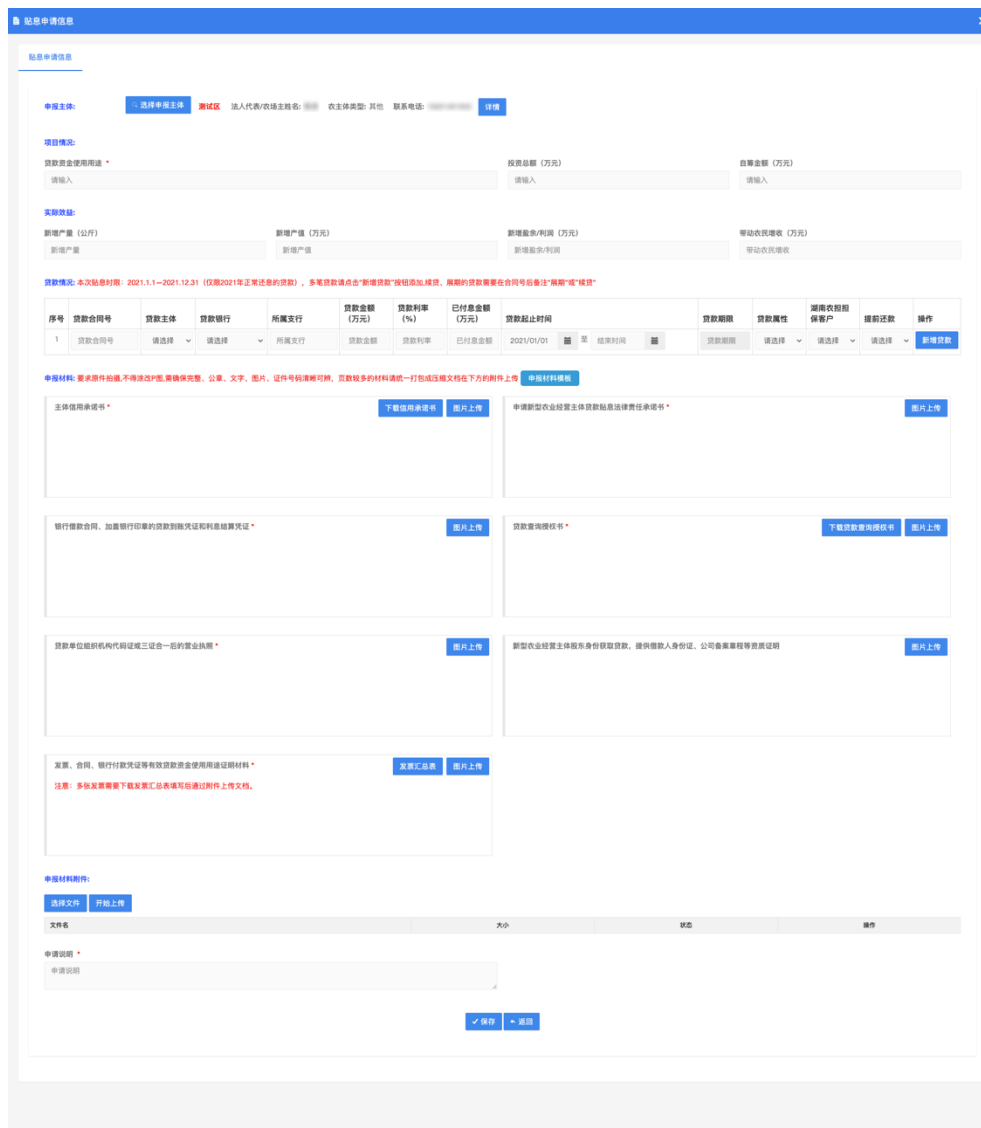 贴息申请信息
贴息申请信息
申报主体: 选择申报主体 测试区 法人代表/农场主姓名: 农主体类型: 其他 联系电话: 详情
项目情况:
贷款资金使用用途 * 投资总额（万元） 自筹金额（万元）
请输入 请输入 请输入
实际效益:
新增产量（公斤） 新增产值（万元） 新增盈余/利润（万元） 带动农民增收（万元）
新增产量 新增产值 新增盈余/利润 带动农民增收
贷款情况: 本次贴息时限：2021.1.1—2021.12.31（仅限2021年正常还息的贷款），多笔贷款请点击"新增贷款"按钮添加,续贷、展期的贷款需要在合同号后备注"展期"或"续贷"
序号 贷款合同号 贷款主体 贷款银行 所属支行 贷款金额（万元） 贷款利率（%） 已付息金额（万元） 贷款起止时间 贷款期限 贷款属性 湖南农担担保客户 提前还款 操作
1 贷款合同号 请选择 请选择 所属支行 贷款金额 贷款利率 已付息金额 2021/01/01 至 结束时间 贷款期限 请选择 请选择 请选择 新增贷款
申报材料: 要求原件拍摄,不得涂改P图,需确保完整、公章、文字、图片、证件号码清晰可辨，页数较多的材料请统一打包成压缩文档在下方的附件上传 申报材料模板
主体信用承诺书 * 下载信用承诺书 图片上传 申请新型农业经营主体贷款贴息法律责任承诺书 * 图片上传
银行借款合同、加盖银行印章的贷款到账凭证和利息结算凭证 * 图片上传 贷款查询授权书 * 下载贷款查询授权书 图片上传
贷款单位组织机构代码证或三证合一后的营业执照 * 图片上传 新型农业经营主体股东身份获取贷款，提供借款人身份证、公司备案章程等资质证明 图片上传
发票、合同、银行付款凭证等有效贷款资金使用用途证明材料 * 发票汇总表 图片上传
注意：多张发票需要下载发票汇总表填写后通过附件上传文档。
申报材料附件:
选择文件 开始上传
文件名 大小 状态 操作
申请说明 *
申请说明
保存 返回